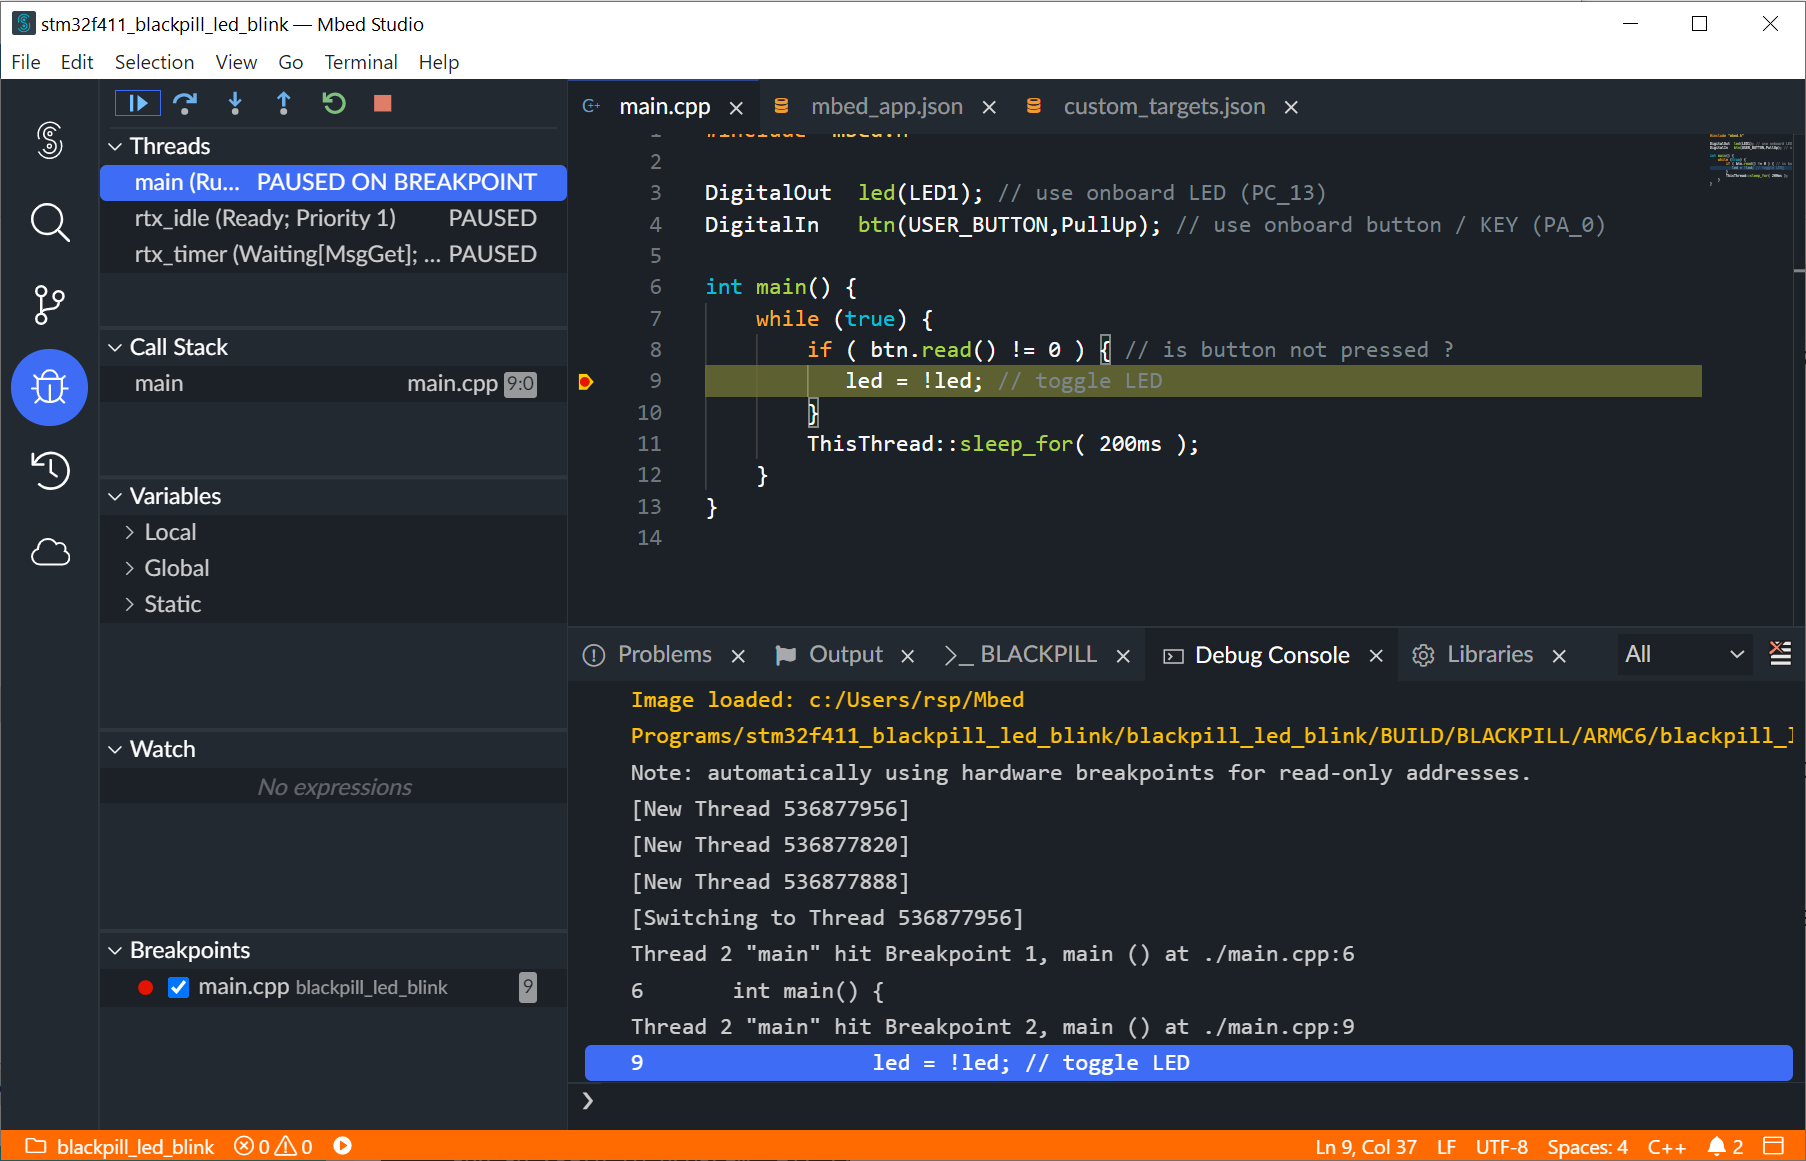 stm32f411_blackpill_led_blink — Mbed Studio
File Edit Selection View Go Terminal Help
Threads
main (Ru... PAUSED ON BREAKPOINT
rtx_idle (Ready; Priority 1) PAUSED
rtx_timer (Waiting[MsgGet]; ... PAUSED
Call Stack
main main.cpp 9:0
Variables
Local
Global
Static
Watch
No expressions
Breakpoints
main.cpp blackpill_led_blink 9
main.cpp mbed_app.json custom_targets.json
1 #include "mbed.h"
2
3 DigitalOut led(LED1); // use onboard LED (PC_13)
4 DigitalIn btn(USER_BUTTON,PullUp); // use onboard button / KEY (PA_0)
5
6 int main() {
7 while (true) {
8 if ( btn.read() != 0 ) { // is button not pressed ?
9 led = !led; // toggle LED
10 }
11 ThisThread::sleep_for( 200ms );
12 }
13 }
14
Problems Output >_ BLACKPILL Debug Console Libraries All
Image loaded: c:/Users/rsp/Mbed
Programs/stm32f411_blackpill_led_blink/blackpill_led_blink/BUILD/BLACKPILL/ARMC6/blackpill_l
Note: automatically using hardware breakpoints for read-only addresses.
[New Thread 536877956]
[New Thread 536877820]
[New Thread 536877888]
[Switching to Thread 536877956]
Thread 2 "main" hit Breakpoint 1, main () at ./main.cpp:6
6 int main() {
Thread 2 "main" hit Breakpoint 2, main () at ./main.cpp:9
9 led = !led; // toggle LED
❯
blackpill_led_blink 0 0 Ln 9, Col 37 LF UTF-8 Spaces: 4 C++ 2